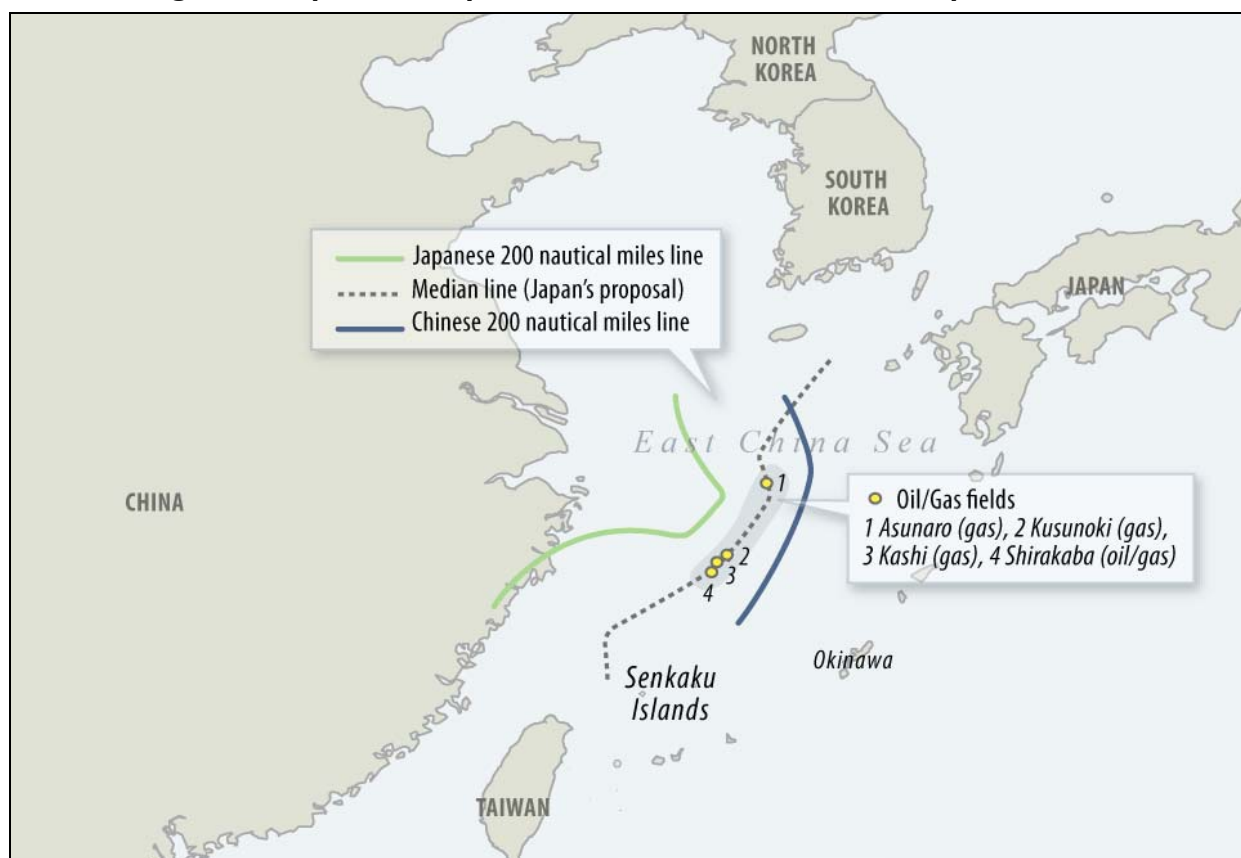 NORTH
KOREA
SOUTH
KOREA
Japanese 200 nautical miles line
Median line (Japan's proposal)
Chinese 200 nautical miles line
JAPAN
East China Sea
CHINA
1
Oil/Gas fields
1 Asunaro (gas), 2 Kusunoki (gas),
3 Kashi (gas), 4 Shirakaba (oil/gas)
2
3
4
Okinawa
Senkaku
Islands
TAIWAN